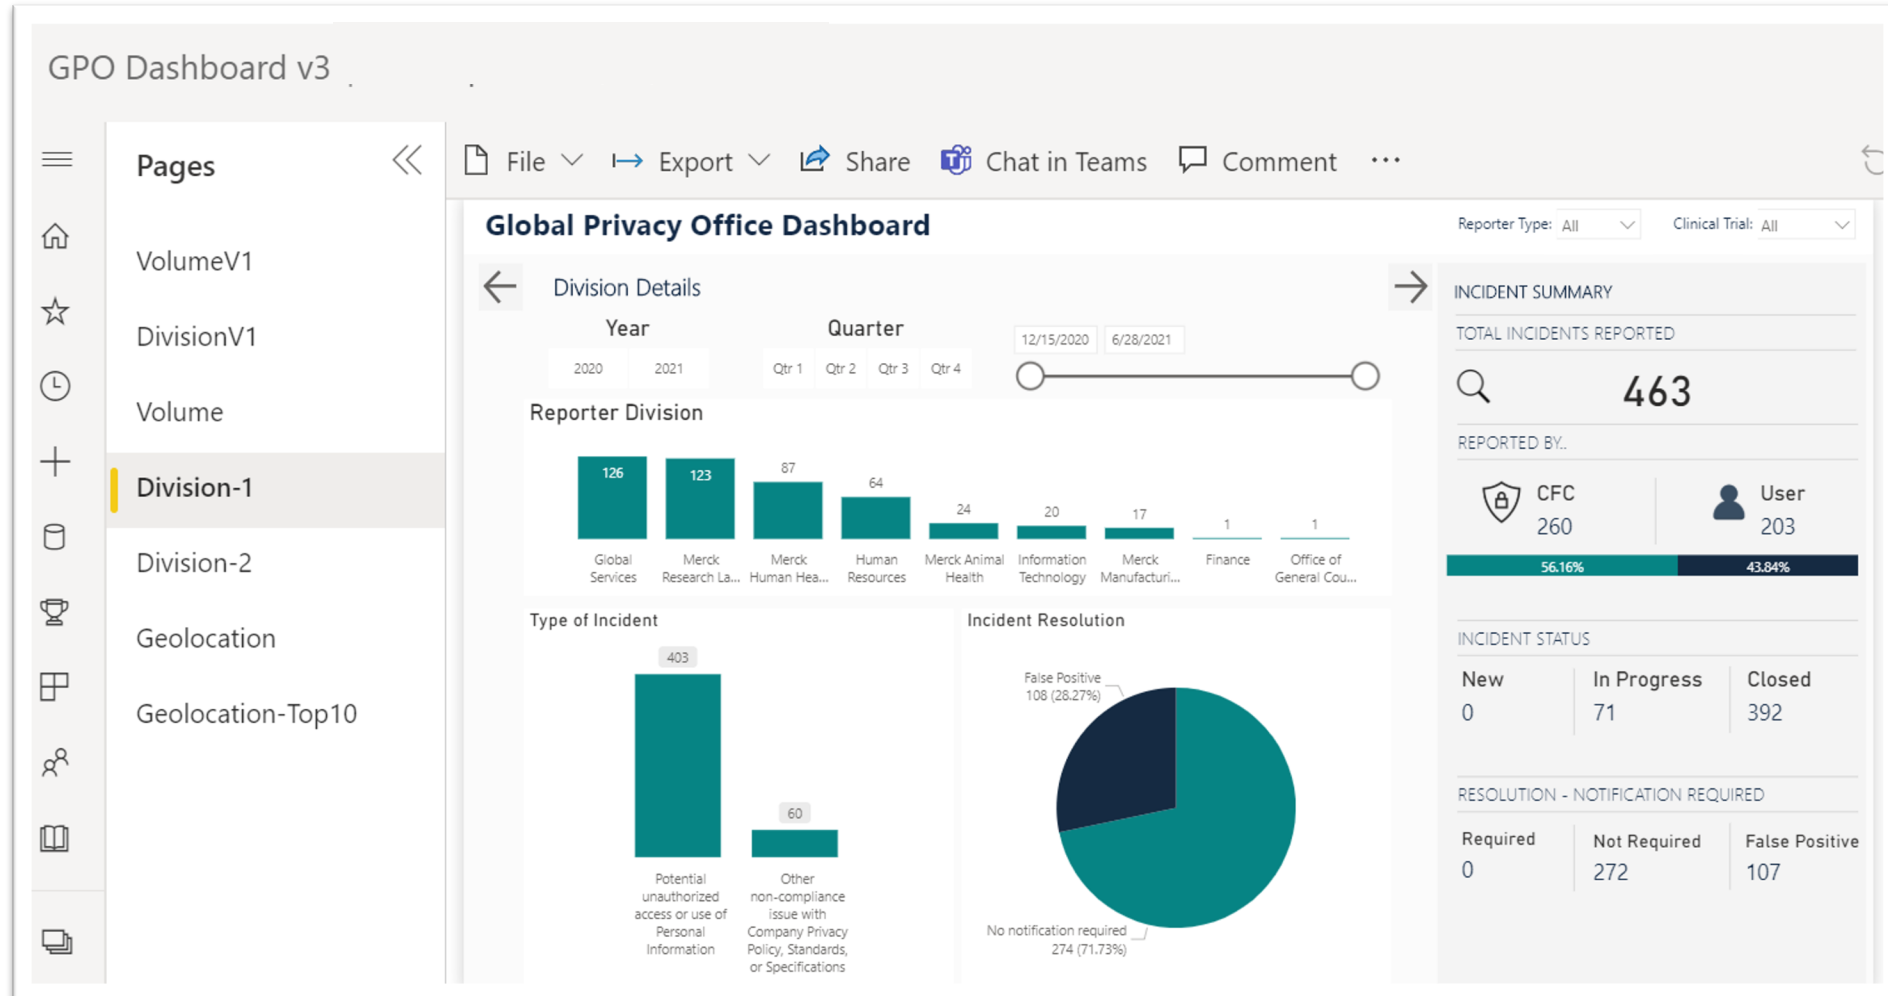 GPO Dashboard v3
Pages
VolumeV1
DivisionV1
Volume
Division-1
Division-2
Geolocation
Geolocation-Top10
File Export Share Chat in Teams Comment ...
Global Privacy Office Dashboard
Reporter Type: All Clinical Trial: All
Division Details
Year Quarter
12/15/2020 6/28/2021
2020 2021 Qtr 1 Qtr 2 Qtr 3 Qtr 4
Reporter Division
126 123 87 64 24 20 17 1 1
Global Merck Merck Human Merck Animal Information Merck Finance Office of
Services Research La... Human Hea... Resources Health Technology Manufacturi... General Cou...
Type of Incident
403
60
Potential
unauthorized
access or use of
Personal
Information
Other
non-compliance
issue with
Company Privacy
Policy, Standards,
or Specifications
Incident Resolution
False Positive
108 (28.27%)
No notification required
274 (71.73%)
INCIDENT SUMMARY
TOTAL INCIDENTS REPORTED
463
REPORTED BY..
CFC User
260 203
56.16% 43.84%
INCIDENT STATUS
New In Progress Closed
0 71 392
RESOLUTION - NOTIFICATION REQUIRED
Required Not Required False Positive
0 272 107